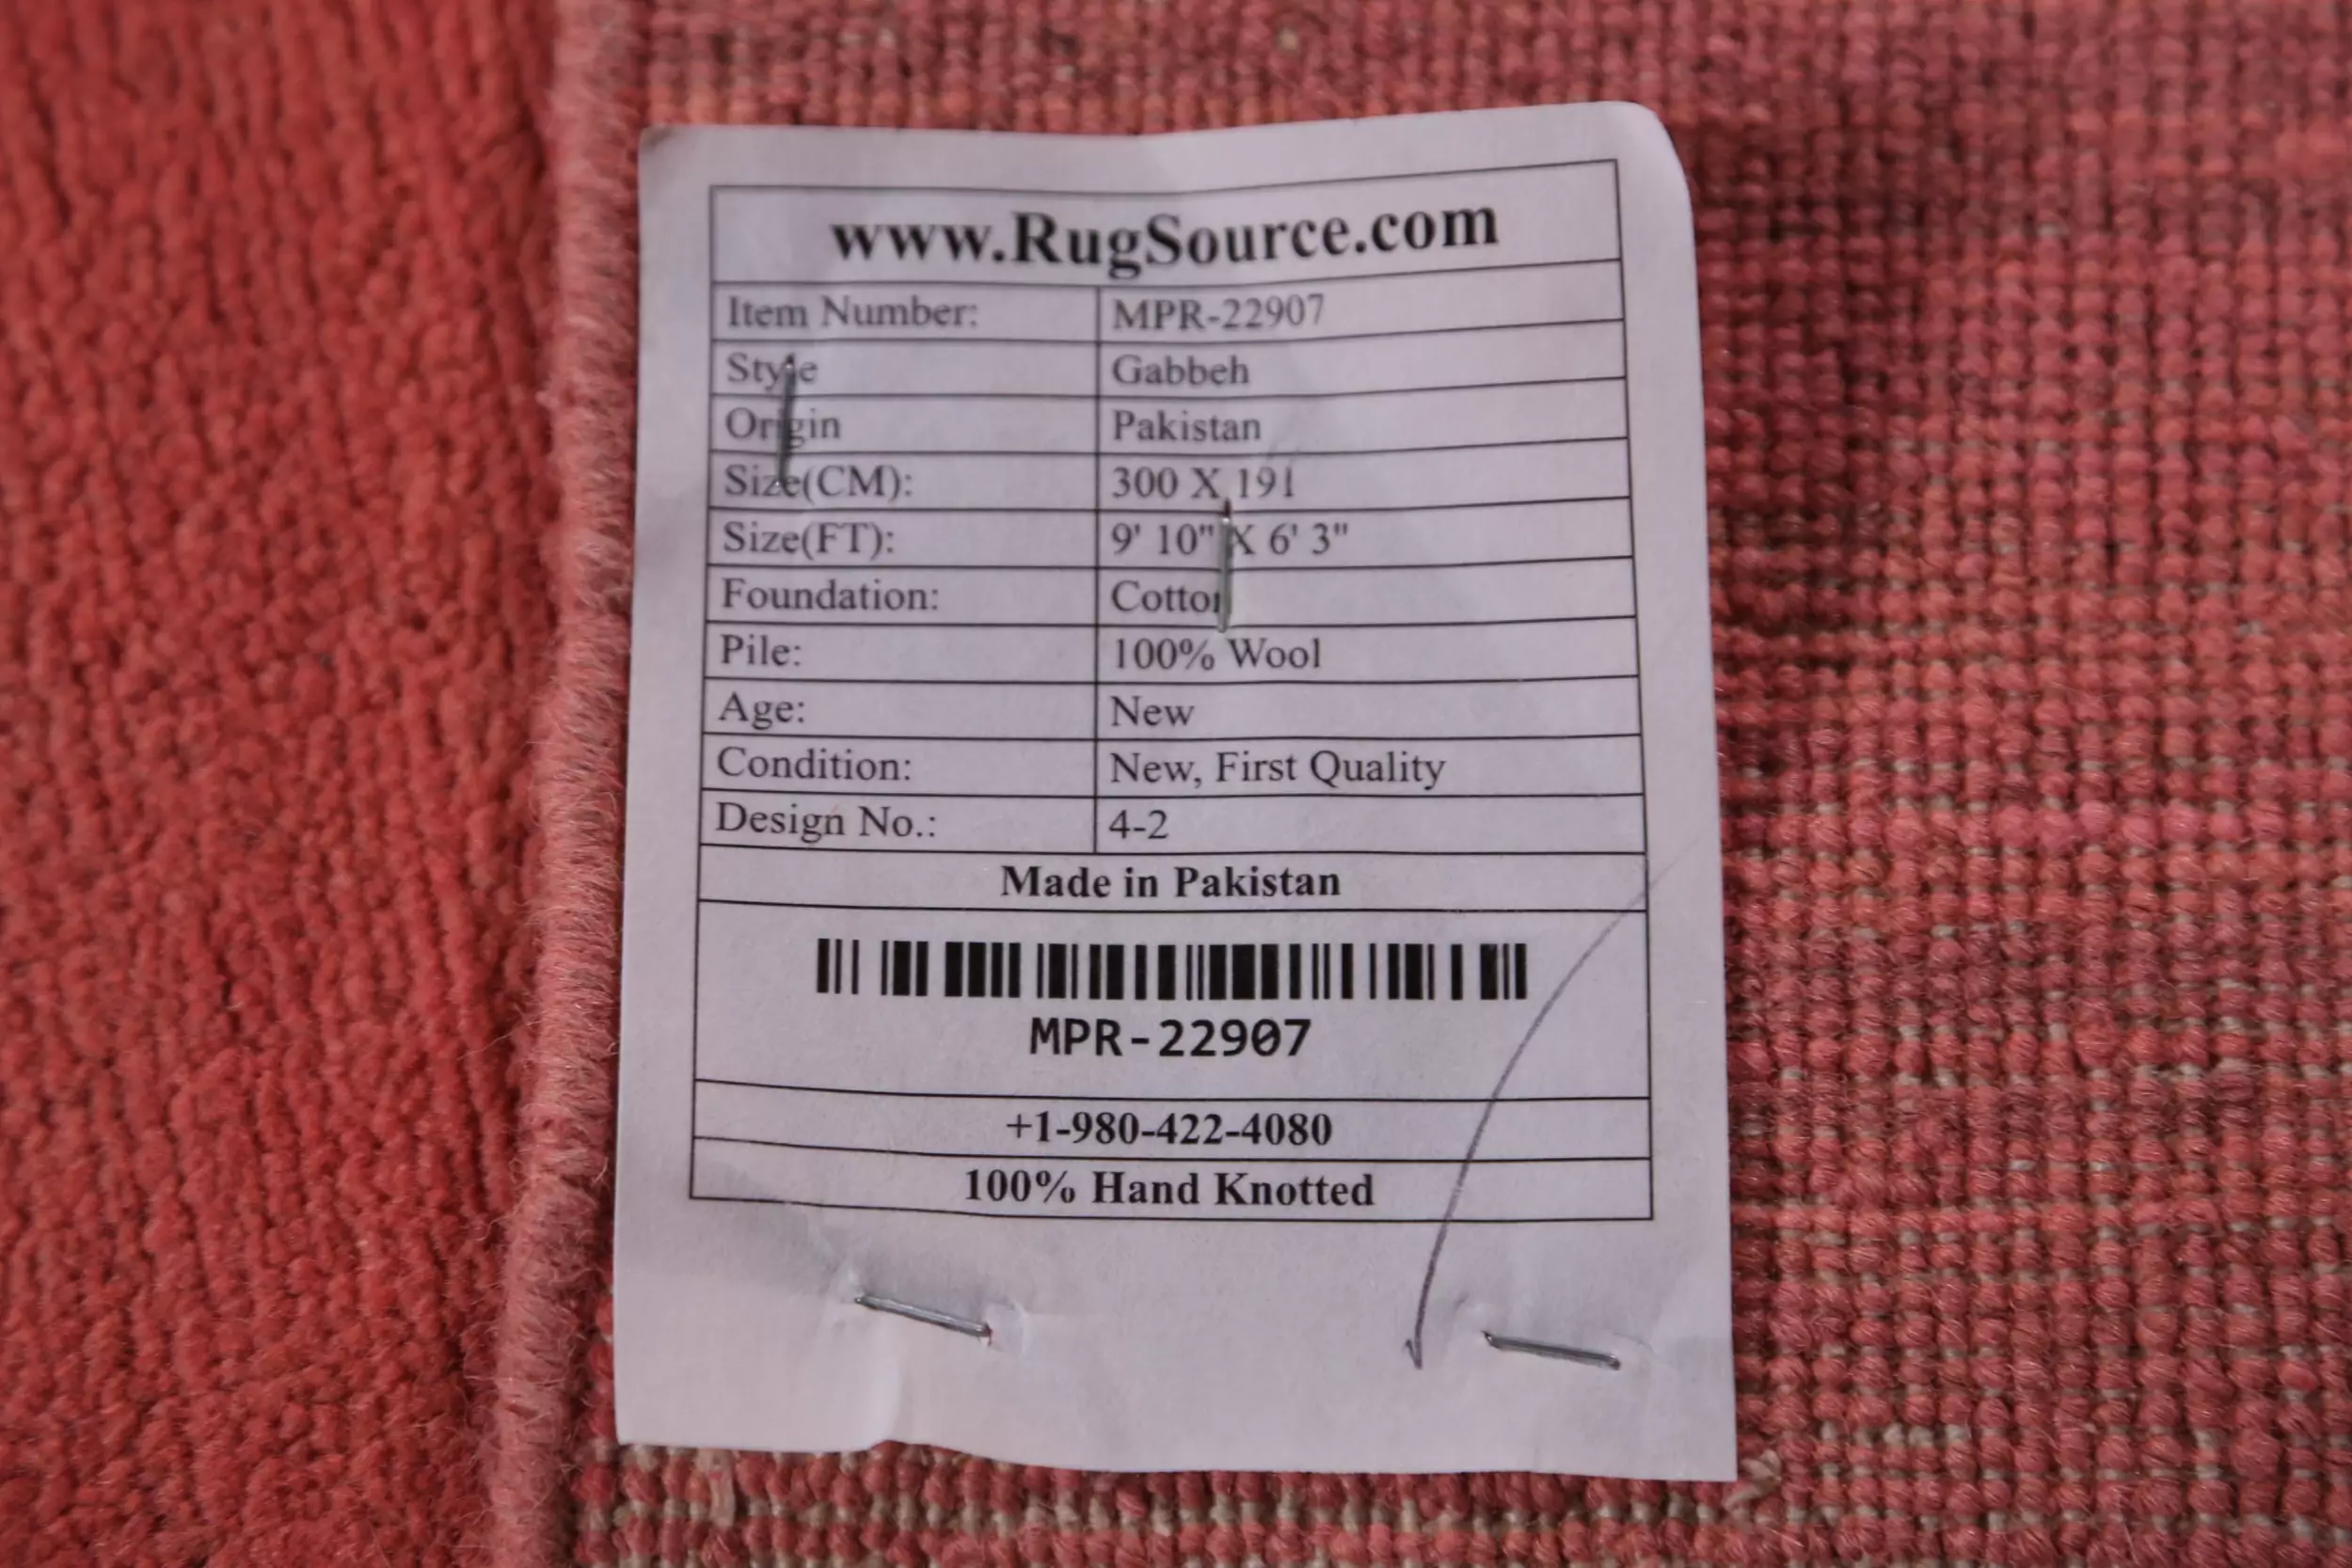 www.RugSource.com
Item Number: MPR-22907
Style Gabbeh
Origin Pakistan
Size(CM): 300 X 191
Size(FT): 9' 10" X 6' 3"
Foundation: Cotton
Pile: 100% Wool
Age: New
Condition: New, First Quality
Design No.: 4-2
Made in Pakistan
MPR-22907
+1-980-422-4080
100% Hand Knotted